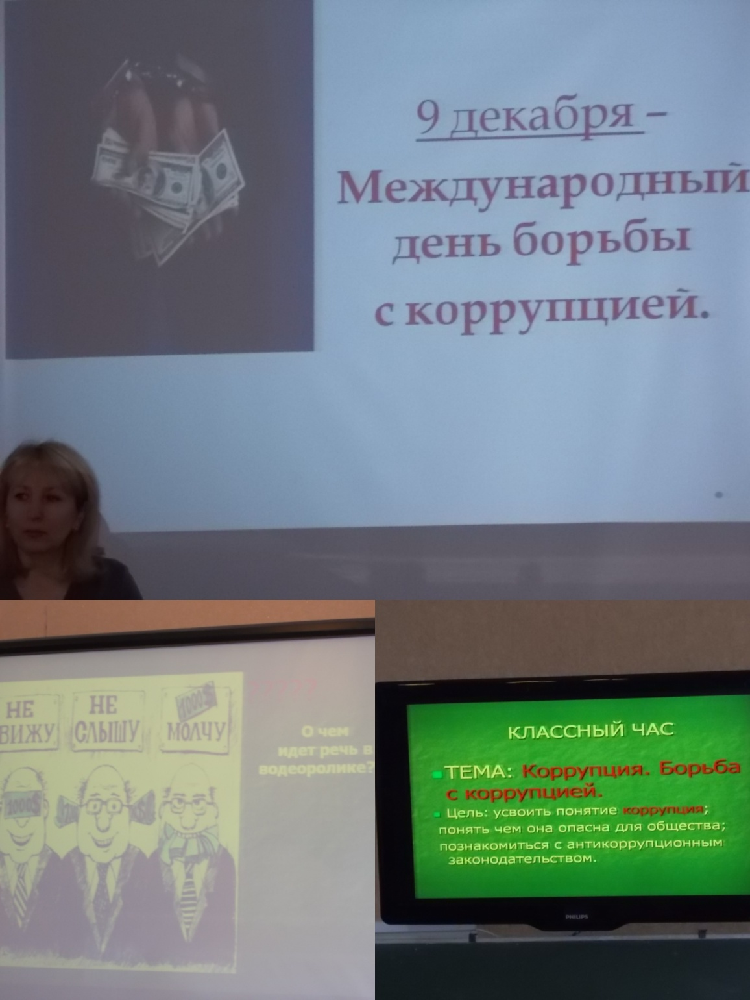 9 декабря –
Международный
день борьбы
с коррупцией.
НЕ
ВИЖУ
НЕ
СЛЫШУ
1000$
МОЛЧУ
1000$
?????
О чем
идет речь в
водеоролике?
КЛАССНЫЙ ЧАС
ТЕМА: Коррупция. Борьба
с коррупцией.
Цель: усвоить понятие коррупция;
понять чем она опасна для общества;
познакомиться с антикоррупционным
законодательством.
PHILIPS